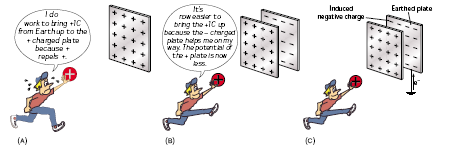 I do
work to bring +1C
from Earth up to the
+ charged plate
because +
repels +.
It's
now easier to
bring the +1C up
because the – charged
plate helps me on my
way. The potential of
the + plate is now
less.
Induced
negative charge
Earthed plate
e–
(A)
(B)
(C)